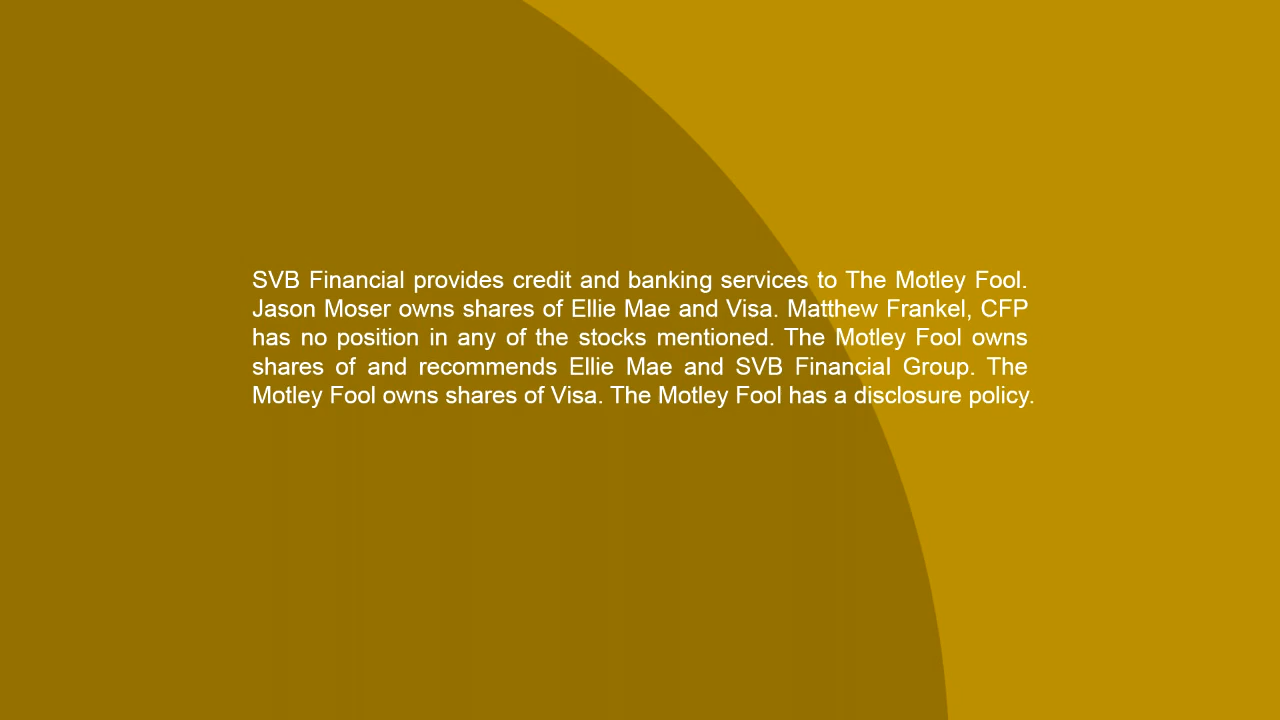 SVB Financial provides credit and banking services to The Motley Fool.
Jason Moser owns shares of Ellie Mae and Visa. Matthew Frankel, CFP
has no position in any of the stocks mentioned. The Motley Fool owns
shares of and recommends Ellie Mae and SVB Financial Group. The
Motley Fool owns shares of Visa. The Motley Fool has a disclosure policy.